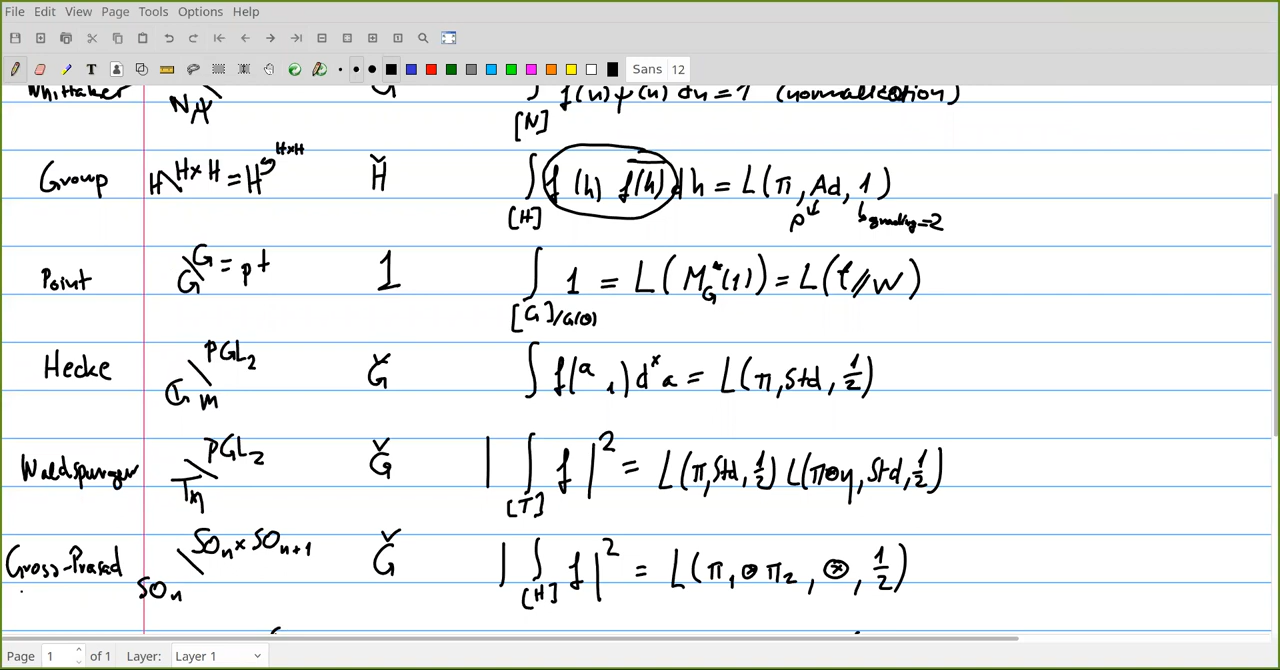 File Edit View Page Tools Options Help
Sans 12
Whittaker N,ψ\ Ǧ ∫_[N] f(n) ψ(n) dn = 1 (normalization)
Group H\H×H = H ↶ H×H Ȟ ∫_[H] f(h) \overline{f(h)} dh = L(π, Ad, 1)
ρ grading=2
Point G\G = pt 1 ∫_[G]/G(O) 1 = L(M_G^*(1)) = L(t//W)
Hecke G_m\PGL_2 Ǧ ∫ f(a 1) d^×a = L(π, Std, 1/2)
Waldspurger T_η\PGL_2 Ǧ |∫_[T] f|^2 = L(π, Std, 1/2) L(π⊗η, Std, 1/2)
Gross-Prasad SO_n\SO_n × SO_{n+1} Ǧ |∫_[H] f|^2 = L(π_1 ⊗ π_2, ⊗, 1/2)
Page 1 of 1 Layer: Layer 1